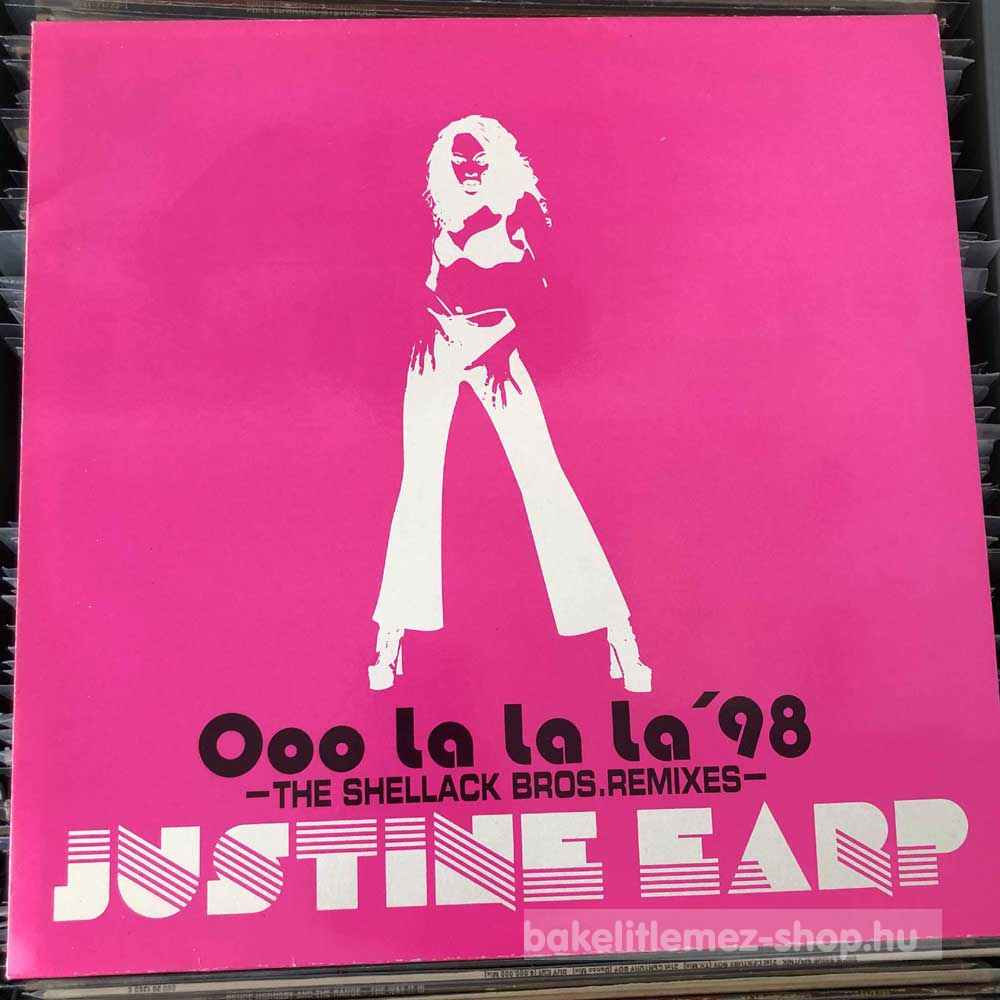 Ooo La La La´98
–THE SHELLACK BROS.REMIXES–
JUSTINE EARP
bakelitlemez-shop.hu